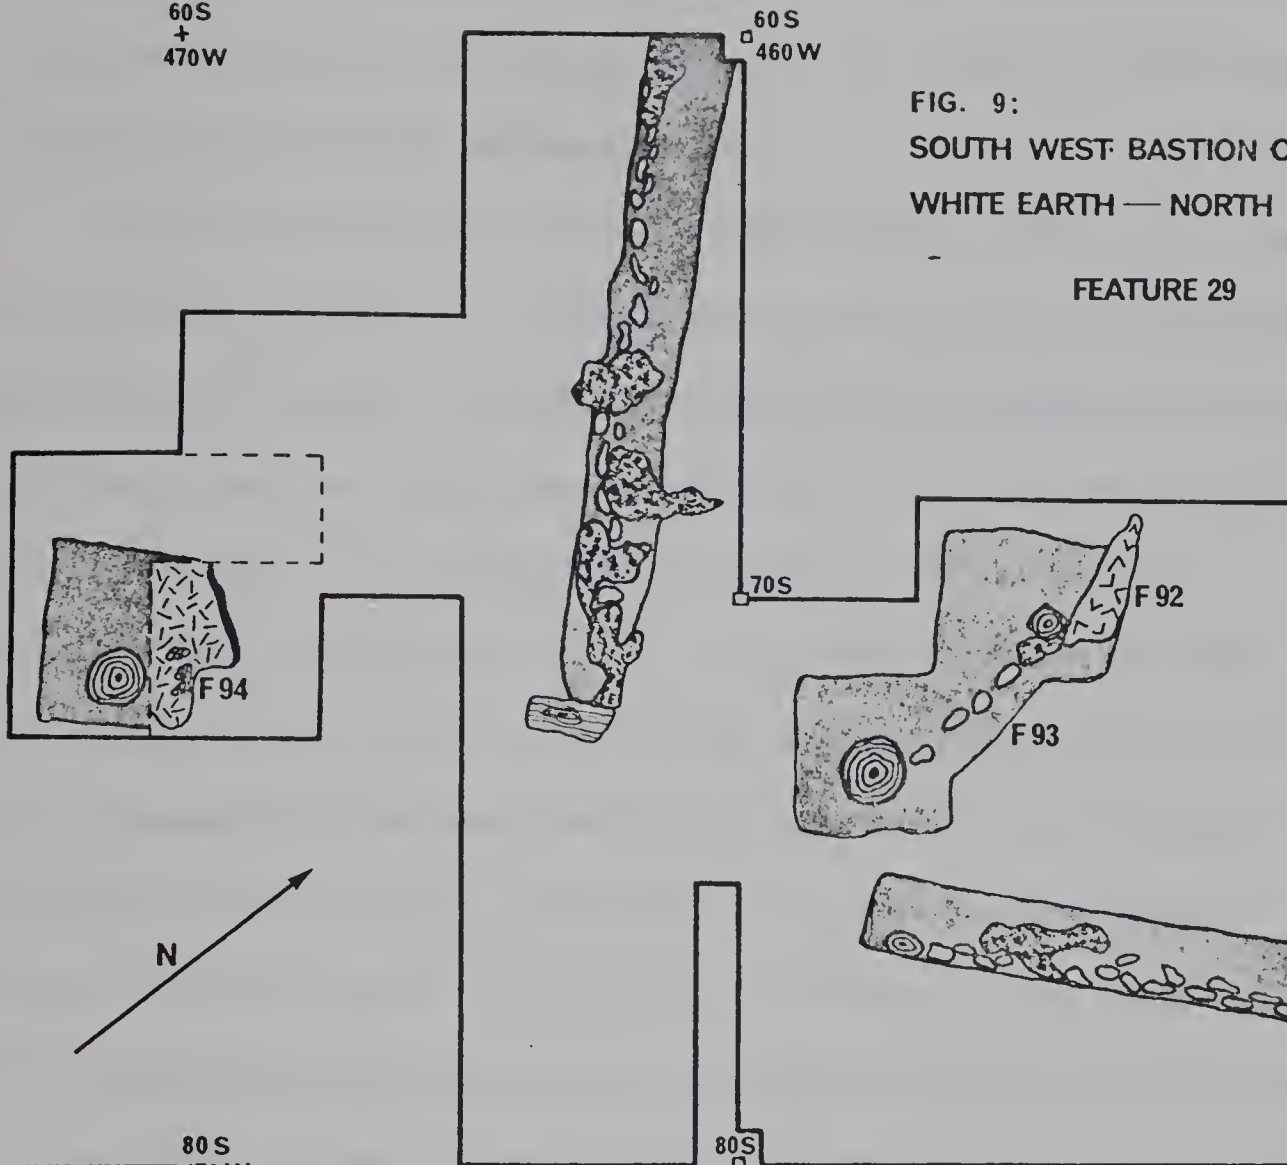 60S
470W
60S
460W
FIG. 9:
SOUTH WEST BASTION
WHITE EARTH — NORTH
FEATURE 29
70S
F 92
F 94
F 93
N
80S
80S